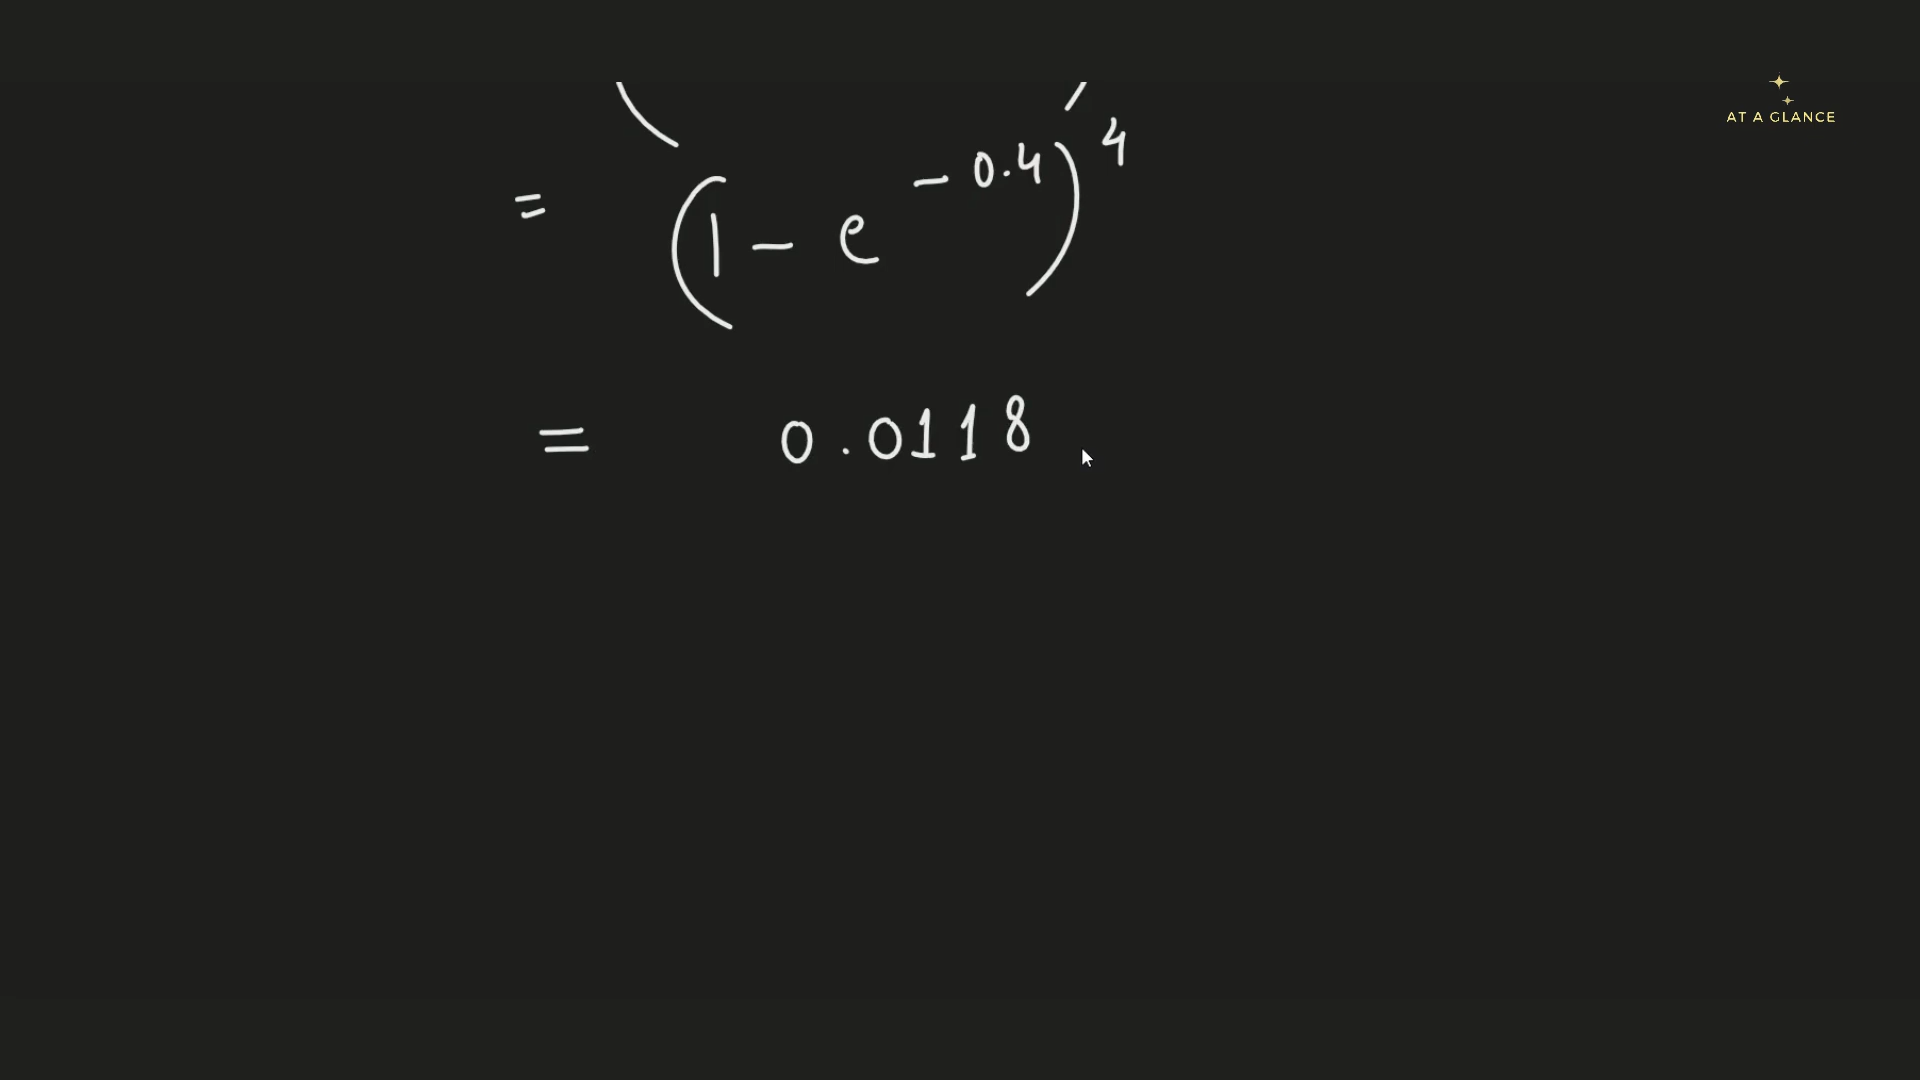 AT A GLANCE
= (1 - e^{-0.4})^4
= 0.0118